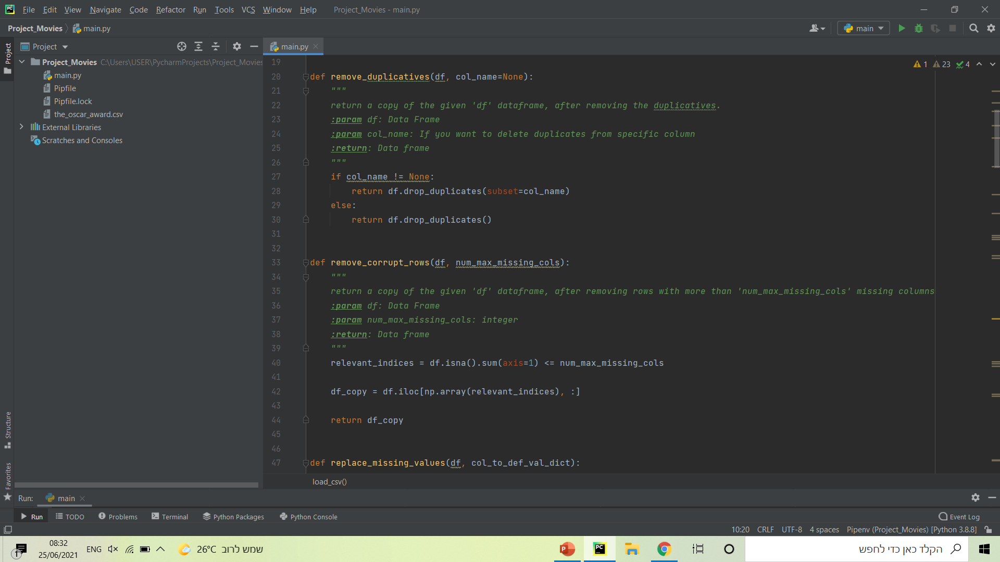 File Edit View Navigate Code Refactor Run Tools VCS Window Help Project_Movies - main.py
Project_Movies main.py main
Project main.py
Project
Project_Movies C:\Users\USER\PycharmProjects\Project_Movies
main.py
Pipfile
Pipfile.lock
the_oscar_award.csv
External Libraries
Scratches and Consoles
Structure
Favorites
1 23 4
19
20 def remove_duplicatives(df, col_name=None):
21 """
22 return a copy of the given 'df' dataframe, after removing the duplicatives.
23 :param df: Data Frame
24 :param col_name: If you want to delete duplicates from specific column
25 :return: Data frame
26 """
27 if col_name != None:
28 return df.drop_duplicates(subset=col_name)
29 else:
30 return df.drop_duplicates()
31
32
33 def remove_corrupt_rows(df, num_max_missing_cols):
34 """
35 return a copy of the given 'df' dataframe, after removing rows with more than 'num_max_missing_cols' missing columns
36 :param df: Data Frame
37 :param num_max_missing_cols: integer
38 :return: Data frame
39 """
40 relevant_indices = df.isna().sum(axis=1) <= num_max_missing_cols
41
42 df_copy = df.iloc[np.array(relevant_indices), :]
43
44 return df_copy
45
46
47 def replace_missing_values(df, col_to_def_val_dict):
load_csv()
Run: main
Run TODO Problems Terminal Python Packages Python Console Event Log
10:20 CRLF UTF-8 4 spaces Pipenv (Project_Movies) [Python 3.8.8]
1 08:32 ENG 26°C שמש לרוב הקלד כאן כדי לחפש
25/06/2021